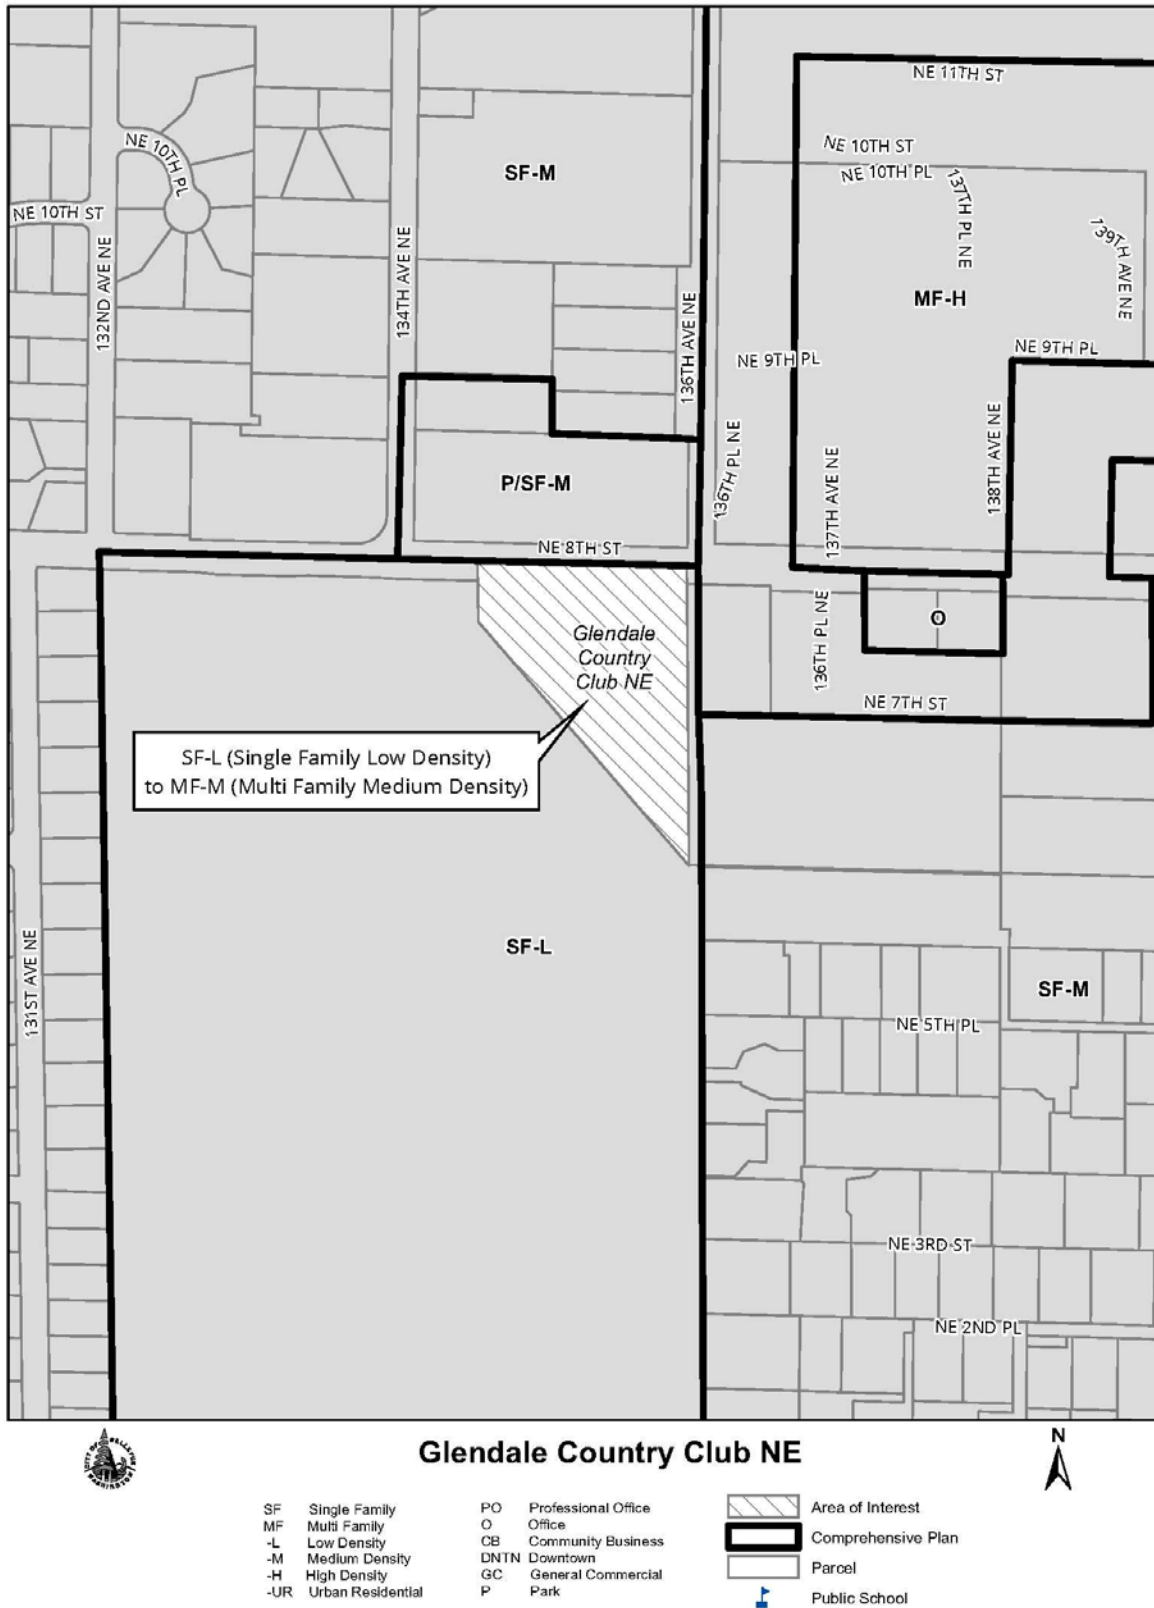 NE 11TH ST
NE 10TH ST
NE 10TH PL
NE 10TH PL
SF-M
137TH PL NE
NE 10TH ST
139TH AVE NE
132ND AVE NE
134TH AVE NE
136TH AVE NE
MF-H
NE 9TH PL
NE 9TH PL
138TH AVE NE
136TH PL NE
137TH AVE NE
P/SF-M
NE 8TH ST
136TH PL NE
O
Glendale
Country
Club NE
NE 7TH ST
SF-L (Single Family Low Density)
to MF-M (Multi Family Medium Density)
131ST AVE NE
SF-L
SF-M
NE 5TH PL
NE 3RD ST
NE 2ND PL
CITY OF BELLEVUE
WASHINGTON
Glendale Country Club NE
N
SF Single Family
MF Multi Family
-L Low Density
-M Medium Density
-H High Density
-UR Urban Residential
PO Professional Office
O Office
CB Community Business
DNTN Downtown
GC General Commercial
P Park
Area of Interest
Comprehensive Plan
Parcel
Public School